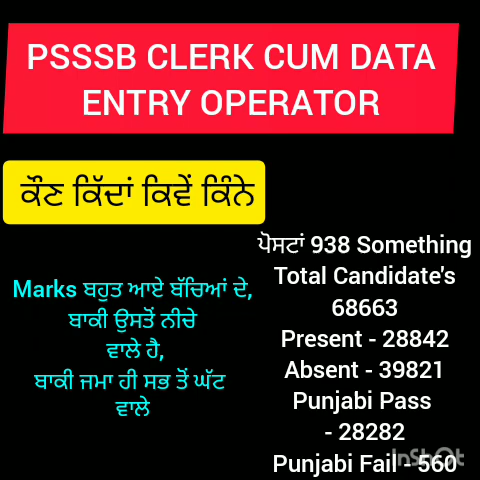 PSSSB CLERK CUM DATA
ENTRY OPERATOR
ਕੌਣ ਕਿੱਦਾਂ ਕਿਵੇਂ ਕਿੰਨੇ
Marks ਬਹੁਤ ਆਏ ਬੱਚਿਆਂ ਦੇ,
ਬਾਕੀ ਉਸਤੋਂ ਨੀਚੇ
ਵਾਲੇ ਹੈ,
ਬਾਕੀ ਜਮਾ ਹੀ ਸਭ ਤੋਂ ਘੱਟ
ਵਾਲੇ
ਪੋਸਟਾਂ 938 Something
Total Candidate's
68663
Present - 28842
Absent - 39821
Punjabi Pass
- 28282
Punjabi Fail - 560
InShOt